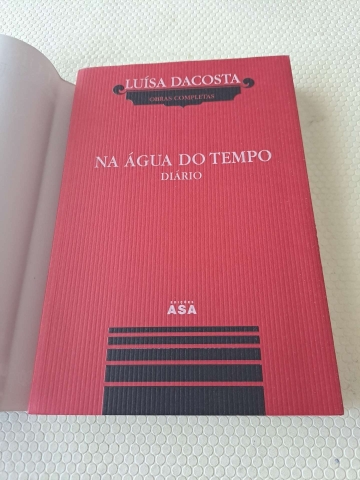 LUÍSA DACOSTA
OBRAS COMPLETAS
NA ÁGUA DO TEMPO
DIÁRIO
EDIÇÕES
ASA